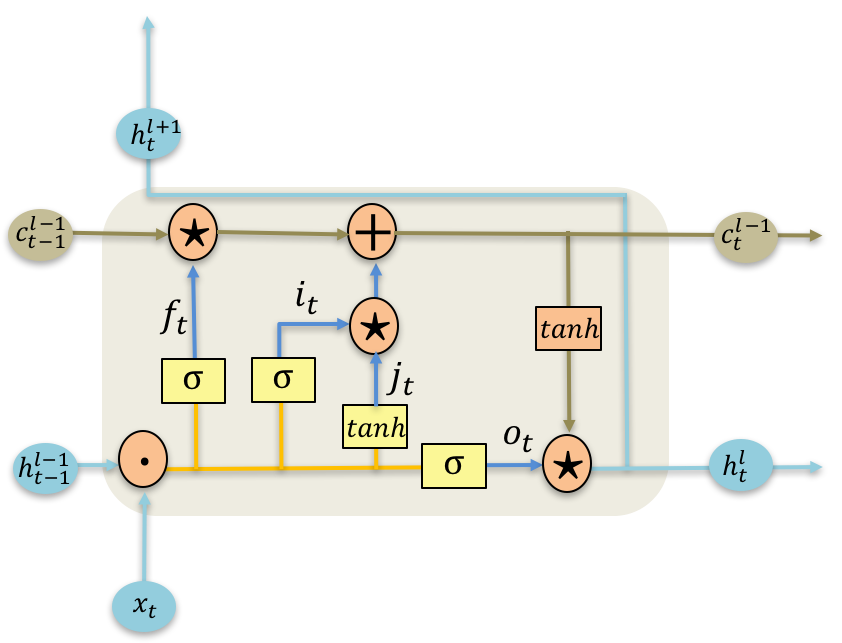 h_t^{l+1}
c_{t-1}^{l-1}
c_t^{l-1}
f_t
i_t
tanh
σ
σ
j_t
tanh
o_t
σ
h_{t-1}^{l-1}
h_t^l
x_t